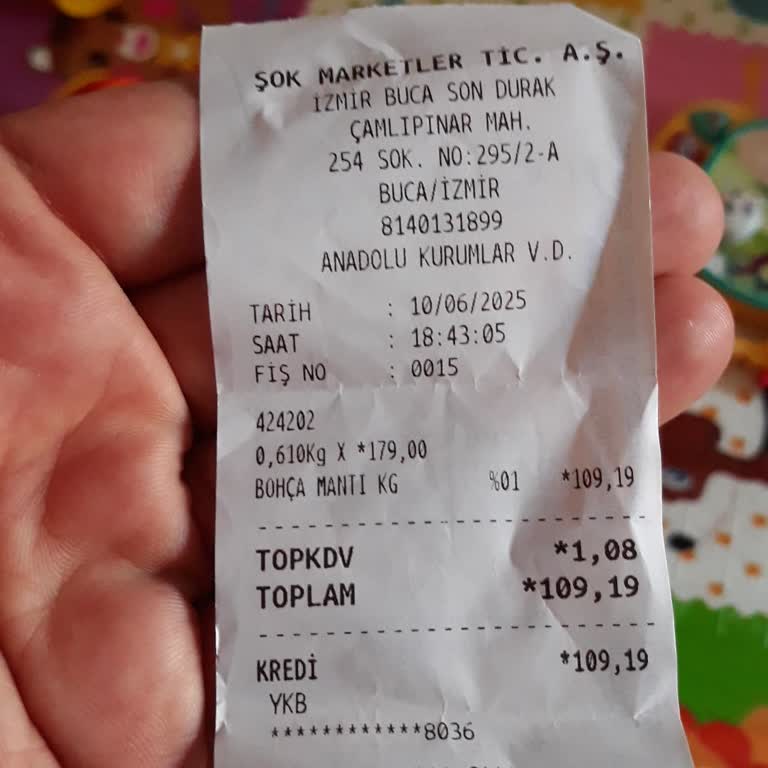 ŞOK MARKETLER TİC. A.Ş.
İZMİR BUCA SON DURAK
ÇAMLIPINAR MAH.
254 SOK. NO:295/2-A
BUCA/İZMİR
8140131899
ANADOLU KURUMLAR V.D.
TARİH : 10/06/2025
SAAT : 18:43:05
FİŞ NO : 0015
424202
0,610Kg X *179,00
BOHÇA MANTI KG %01 *109,19
TOPKDV *1,08
TOPLAM *109,19
KREDİ *109,19
YKB
************8036